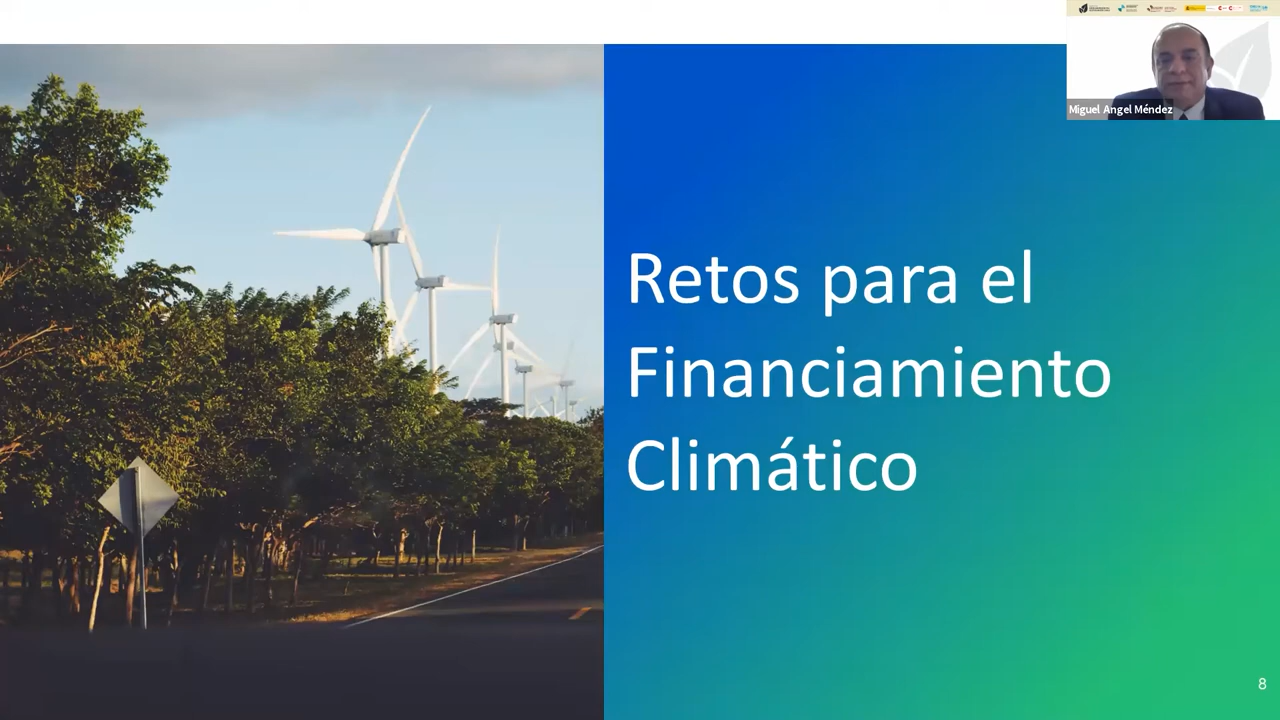 Miguel Angel Méndez
Retos para el
Financiamiento
Climático
8